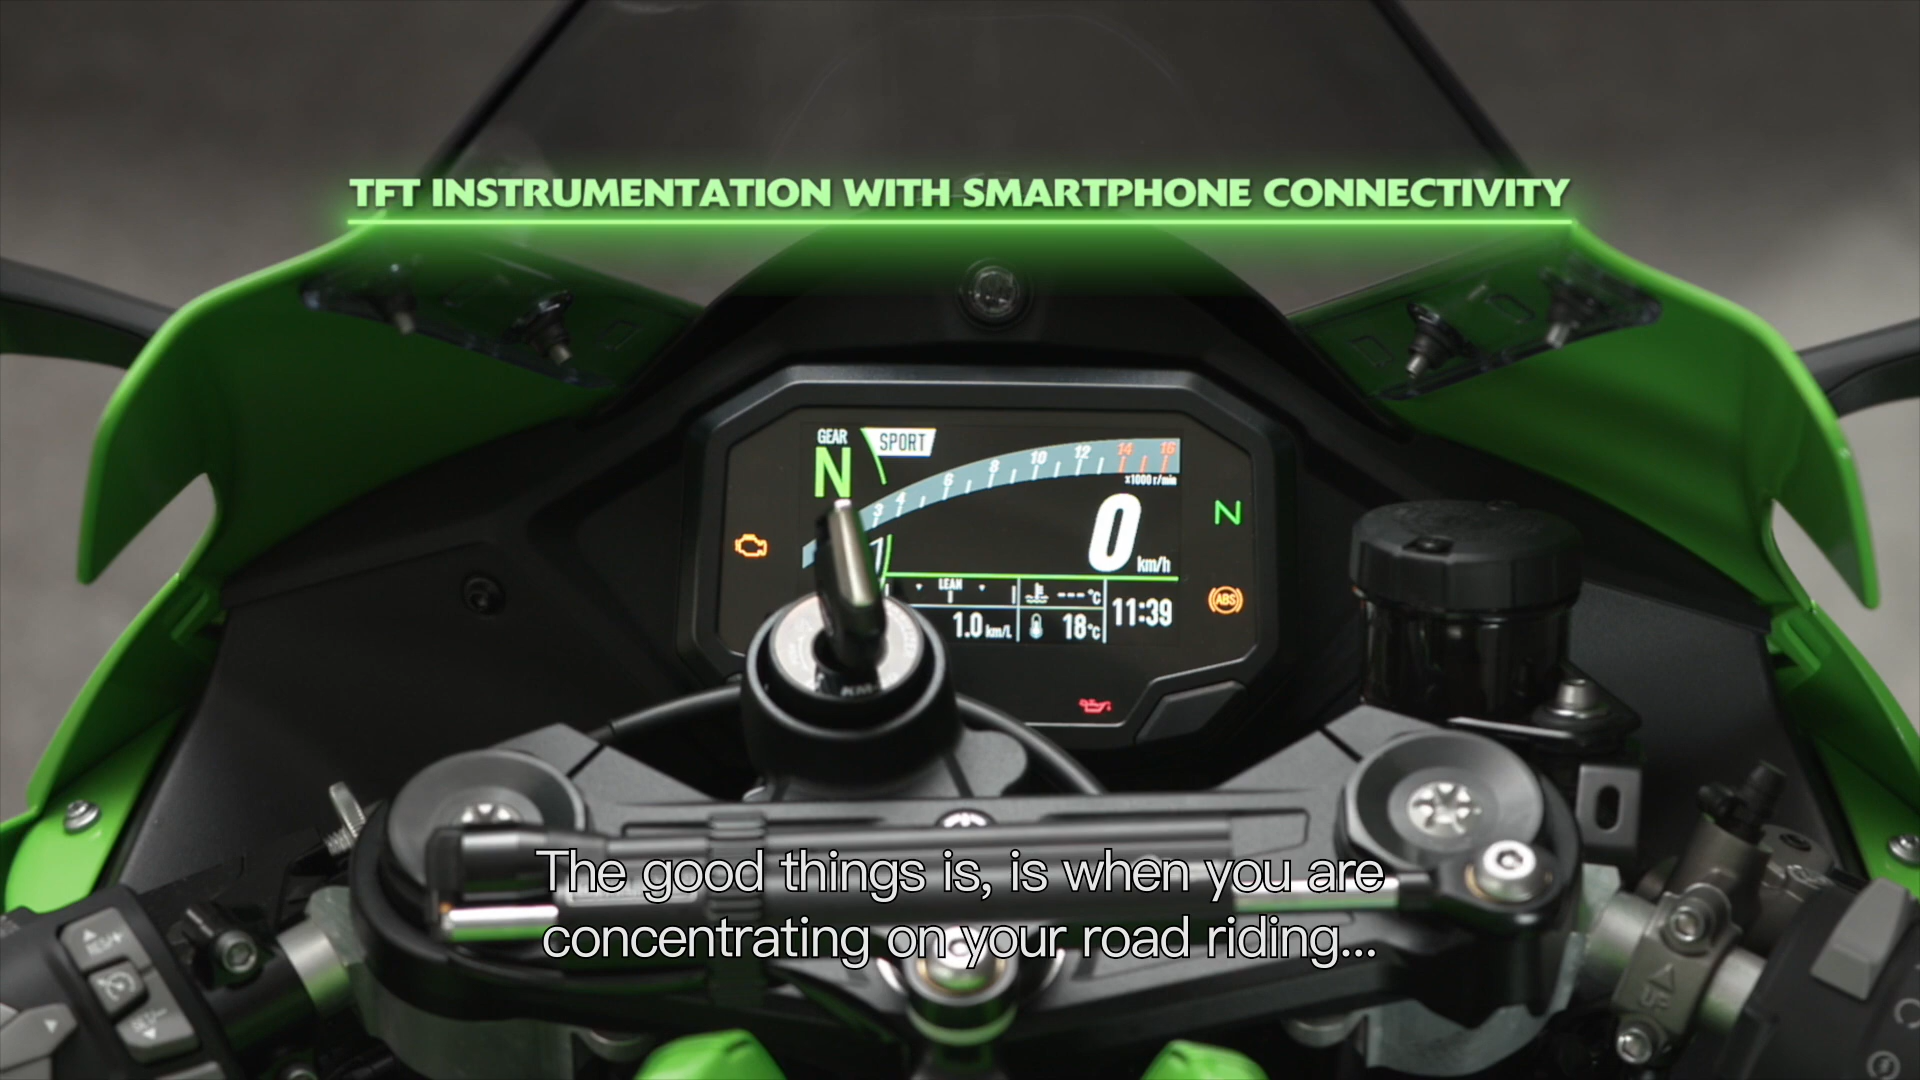 TFT INSTRUMENTATION WITH SMARTPHONE CONNECTIVITY
GEAR
SPORT
N
3 4 6 8 10 12 14 16
x1000 r/min
0
km/h
N
LEAN
--- °C
ABS
1.0 km/L
18 °C
11:39
The good things is, is when you are
concentrating on your road riding...